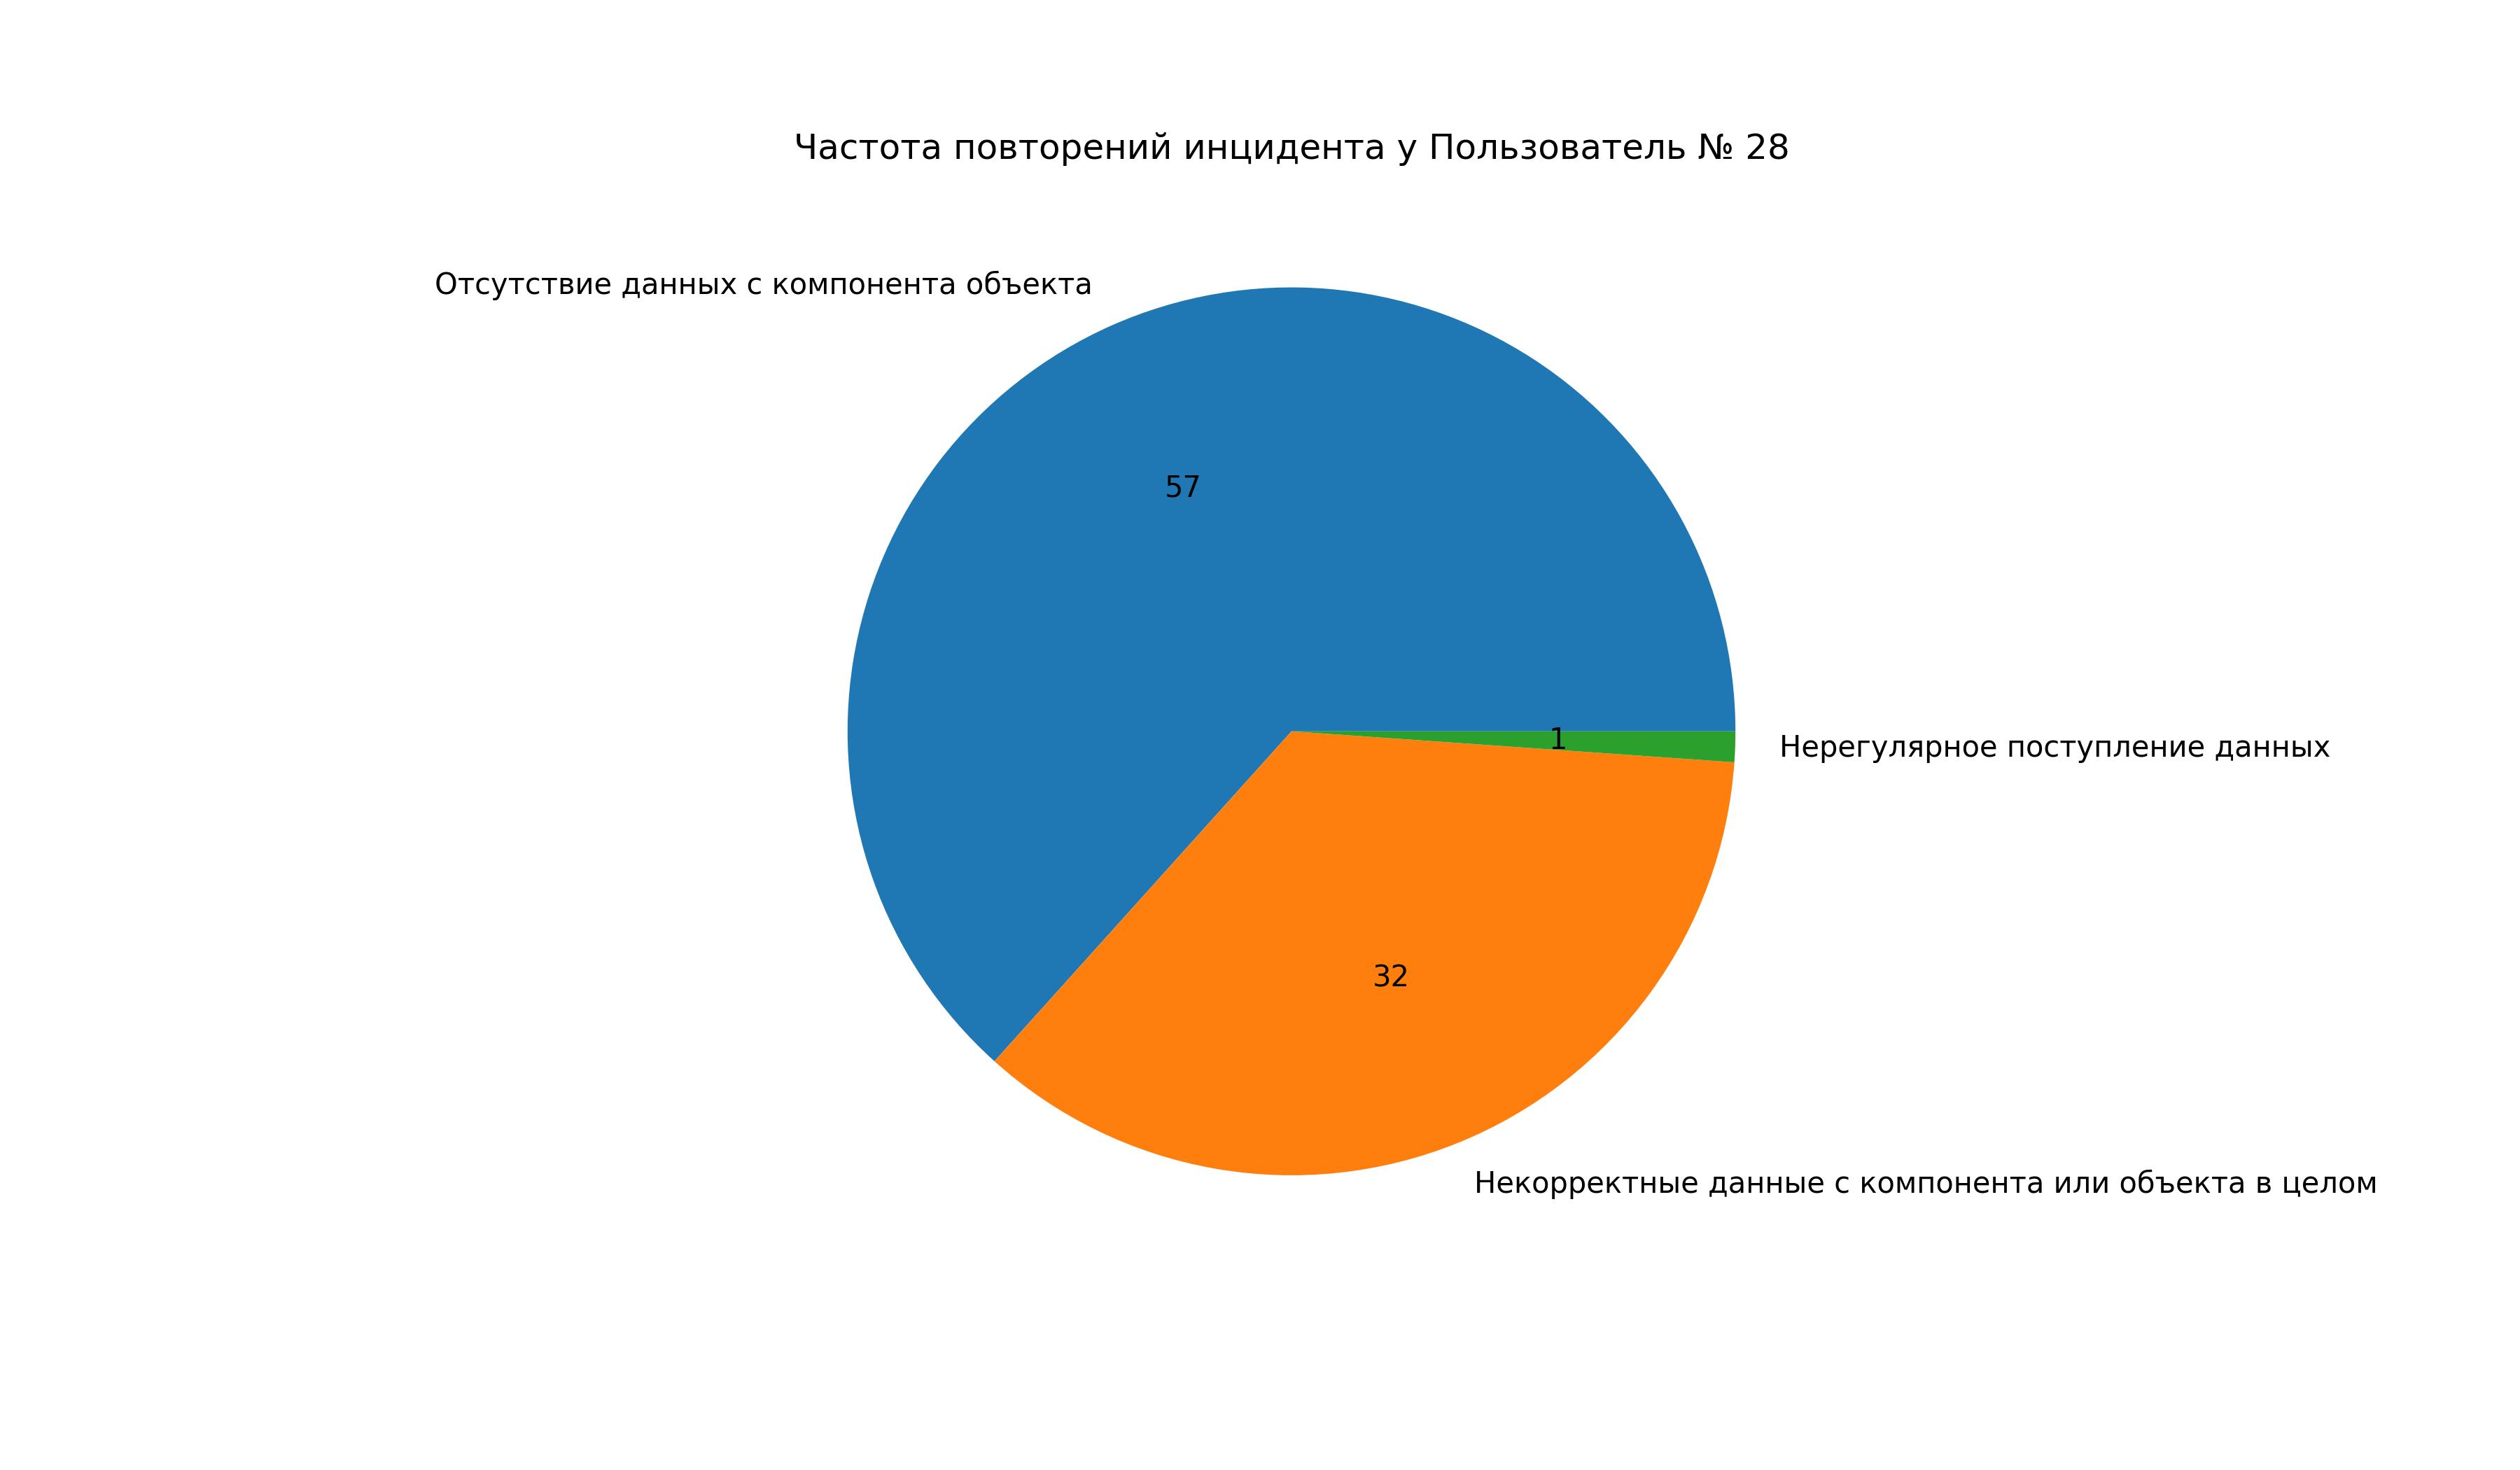 Частота повторений инцидента у Пользователь № 28
Отсутствие данных с компонента объекта
57
1
Нерегулярное поступление данных
32
Некорректные данные с компонента или объекта в целом